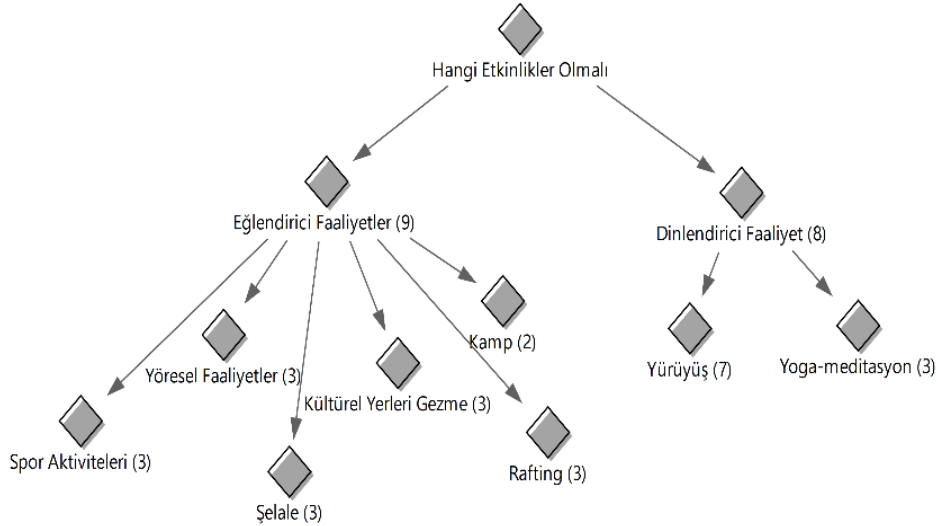 Hangi Etkinlikler Olmalı
Eğlendirici Faaliyetler (9)
Dinlendirici Faaliyet (8)
Kamp (2)
Yöresel Faaliyetler (3)
Kültürel Yerleri Gezme (3)
Yürüyüş (7)
Yoga-meditasyon (3)
Spor Aktiviteleri (3)
Rafting (3)
Şelale (3)